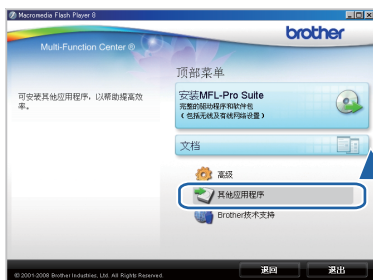 Macromedia Flash Player 8
brother
Multi-Function Center ®
顶部菜单
可安装其他应用程序，以帮助提高效
率。
安装MFL-Pro Suite
完整的驱动程序和软件包
（包括无线及有线网络设置）
文档
高级
其他应用程序
Brother技术支持
© 2001-2008 Brother Industries, Ltd. All Rights Reserved.
退回
退出